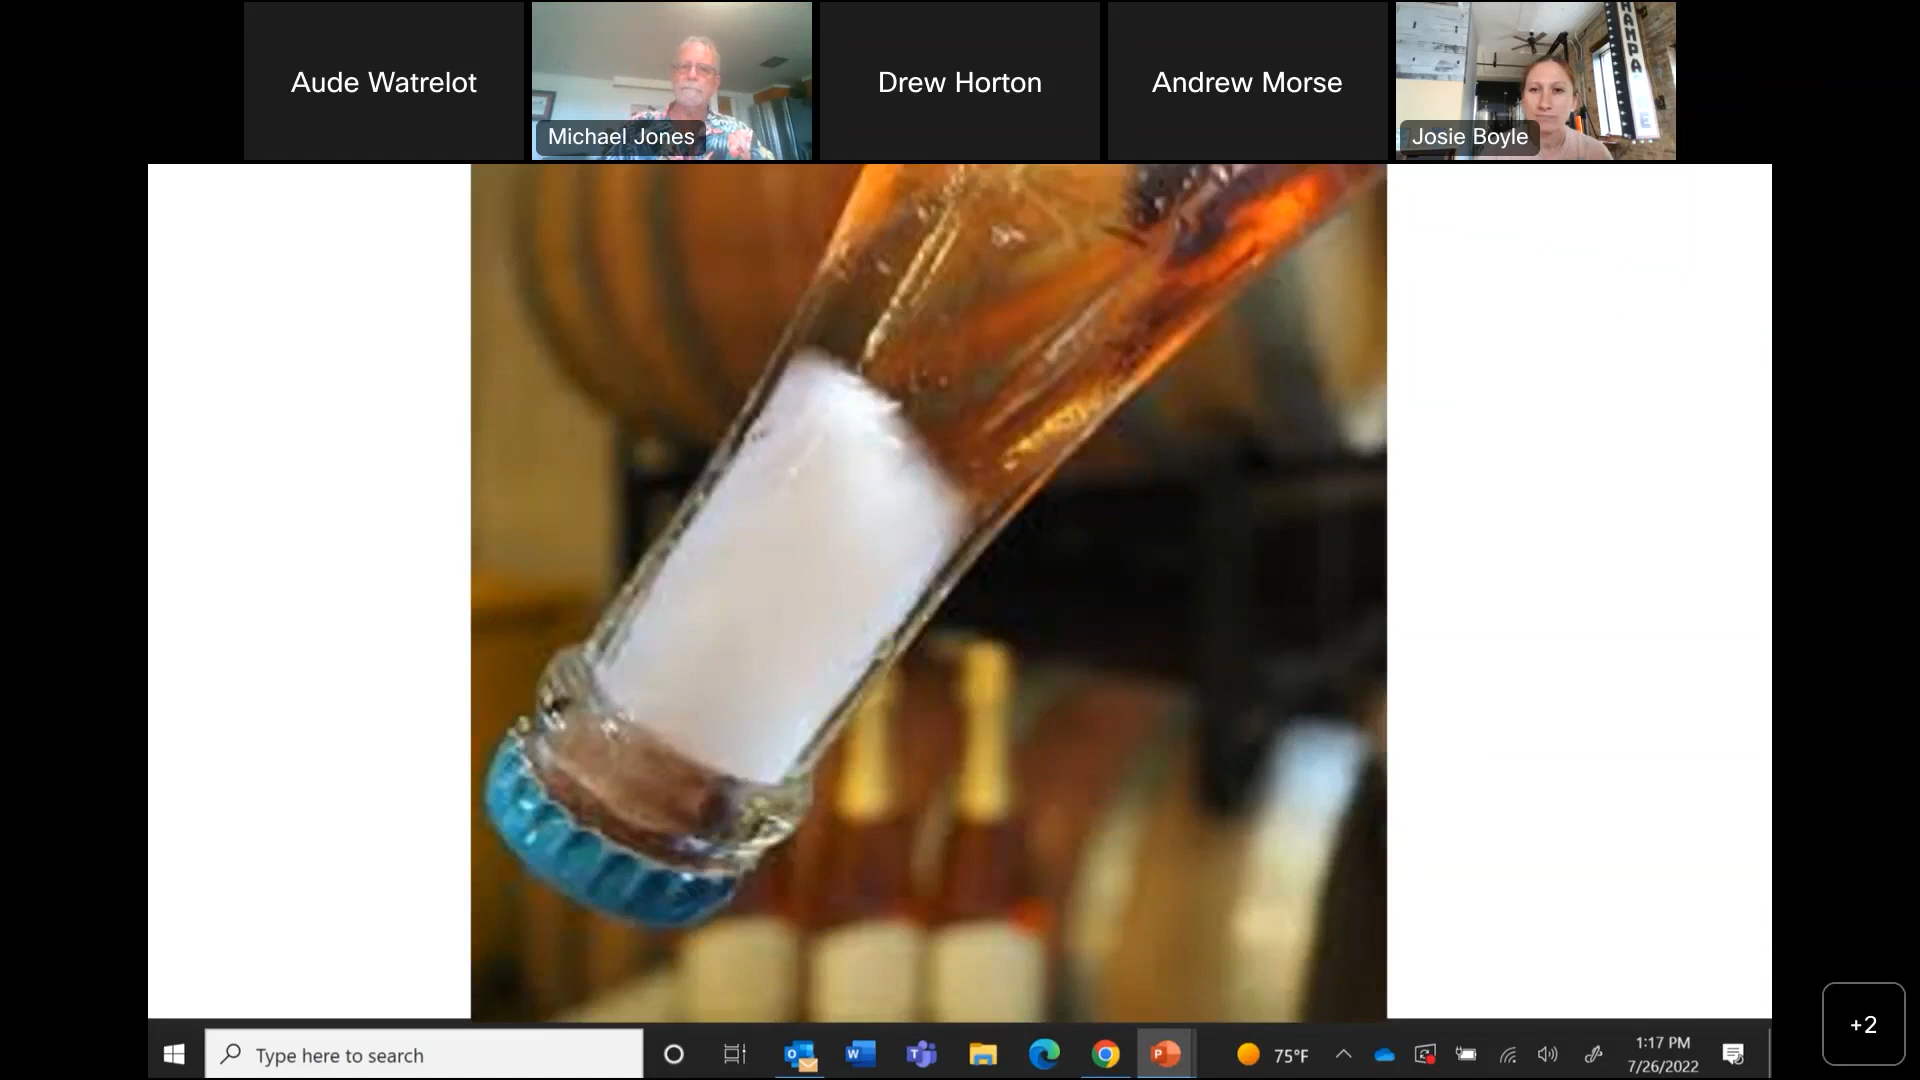 Aude Watrelot
Michael Jones
Drew Horton
Andrew Morse
Josie Boyle
HAMPA
E
Type here to search
75°F
1:17 PM
7/26/2022
+2